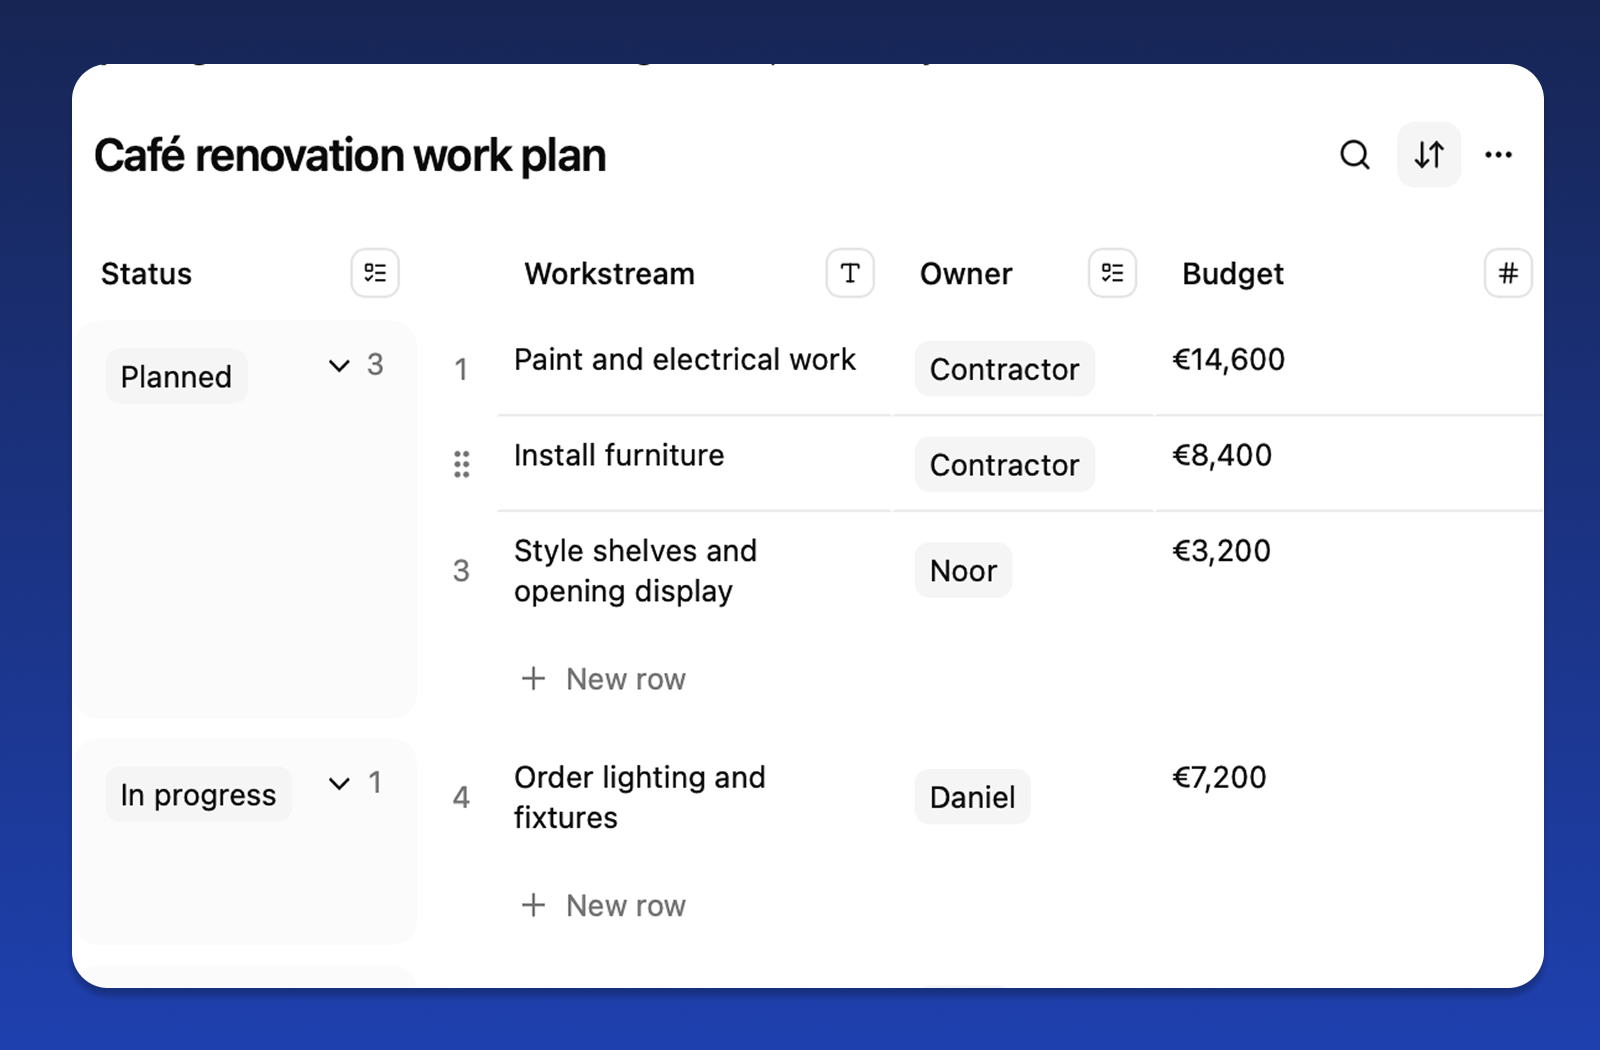 Café renovation work plan
Status
Workstream
Owner
Budget
Planned
3
1
Paint and electrical work
Contractor
€14,600
Install furniture
Contractor
€8,400
3
Style shelves and
opening display
Noor
€3,200
New row
In progress
1
4
Order lighting and
fixtures
Daniel
€7,200
New row